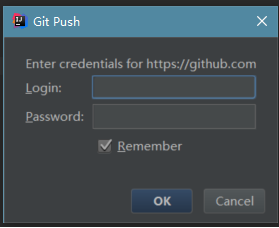 Git Push
Enter credentials for https://github.com
Login:
Password:
Remember
OK Cancel